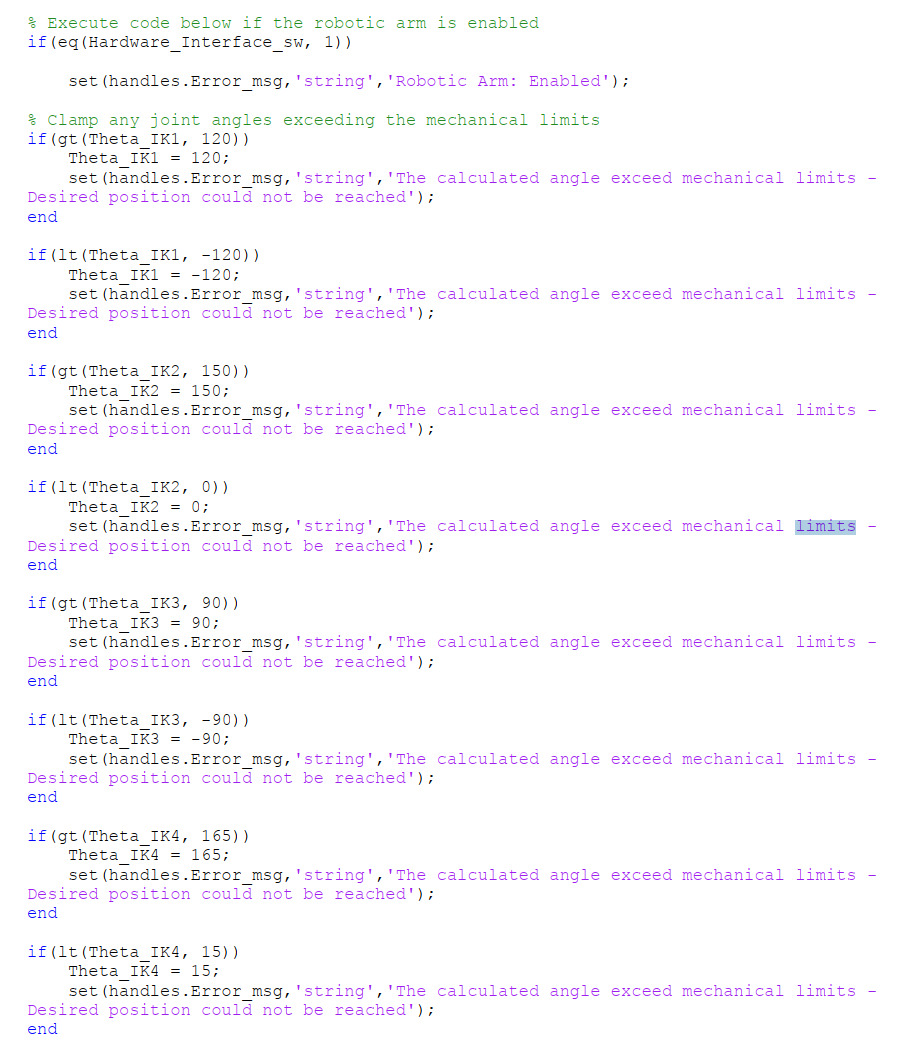 % Execute code below if the robotic arm is enabled
if(eq(Hardware_Interface_sw, 1))
    set(handles.Error_msg,'string','Robotic Arm: Enabled');
% Clamp any joint angles exceeding the mechanical limits
if(gt(Theta_IK1, 120))
    Theta_IK1 = 120;
    set(handles.Error_msg,'string','The calculated angle exceed mechanical limits -
Desired position could not be reached');
end
if(lt(Theta_IK1, -120))
    Theta_IK1 = -120;
    set(handles.Error_msg,'string','The calculated angle exceed mechanical limits -
Desired position could not be reached');
end
if(gt(Theta_IK2, 150))
    Theta_IK2 = 150;
    set(handles.Error_msg,'string','The calculated angle exceed mechanical limits -
Desired position could not be reached');
end
if(lt(Theta_IK2, 0))
    Theta_IK2 = 0;
    set(handles.Error_msg,'string','The calculated angle exceed mechanical limits -
Desired position could not be reached');
end
if(gt(Theta_IK3, 90))
    Theta_IK3 = 90;
    set(handles.Error_msg,'string','The calculated angle exceed mechanical limits -
Desired position could not be reached');
end
if(lt(Theta_IK3, -90))
    Theta_IK3 = -90;
    set(handles.Error_msg,'string','The calculated angle exceed mechanical limits -
Desired position could not be reached');
end
if(gt(Theta_IK4, 165))
    Theta_IK4 = 165;
    set(handles.Error_msg,'string','The calculated angle exceed mechanical limits -
Desired position could not be reached');
end
if(lt(Theta_IK4, 15))
    Theta_IK4 = 15;
    set(handles.Error_msg,'string','The calculated angle exceed mechanical limits -
Desired position could not be reached');
end